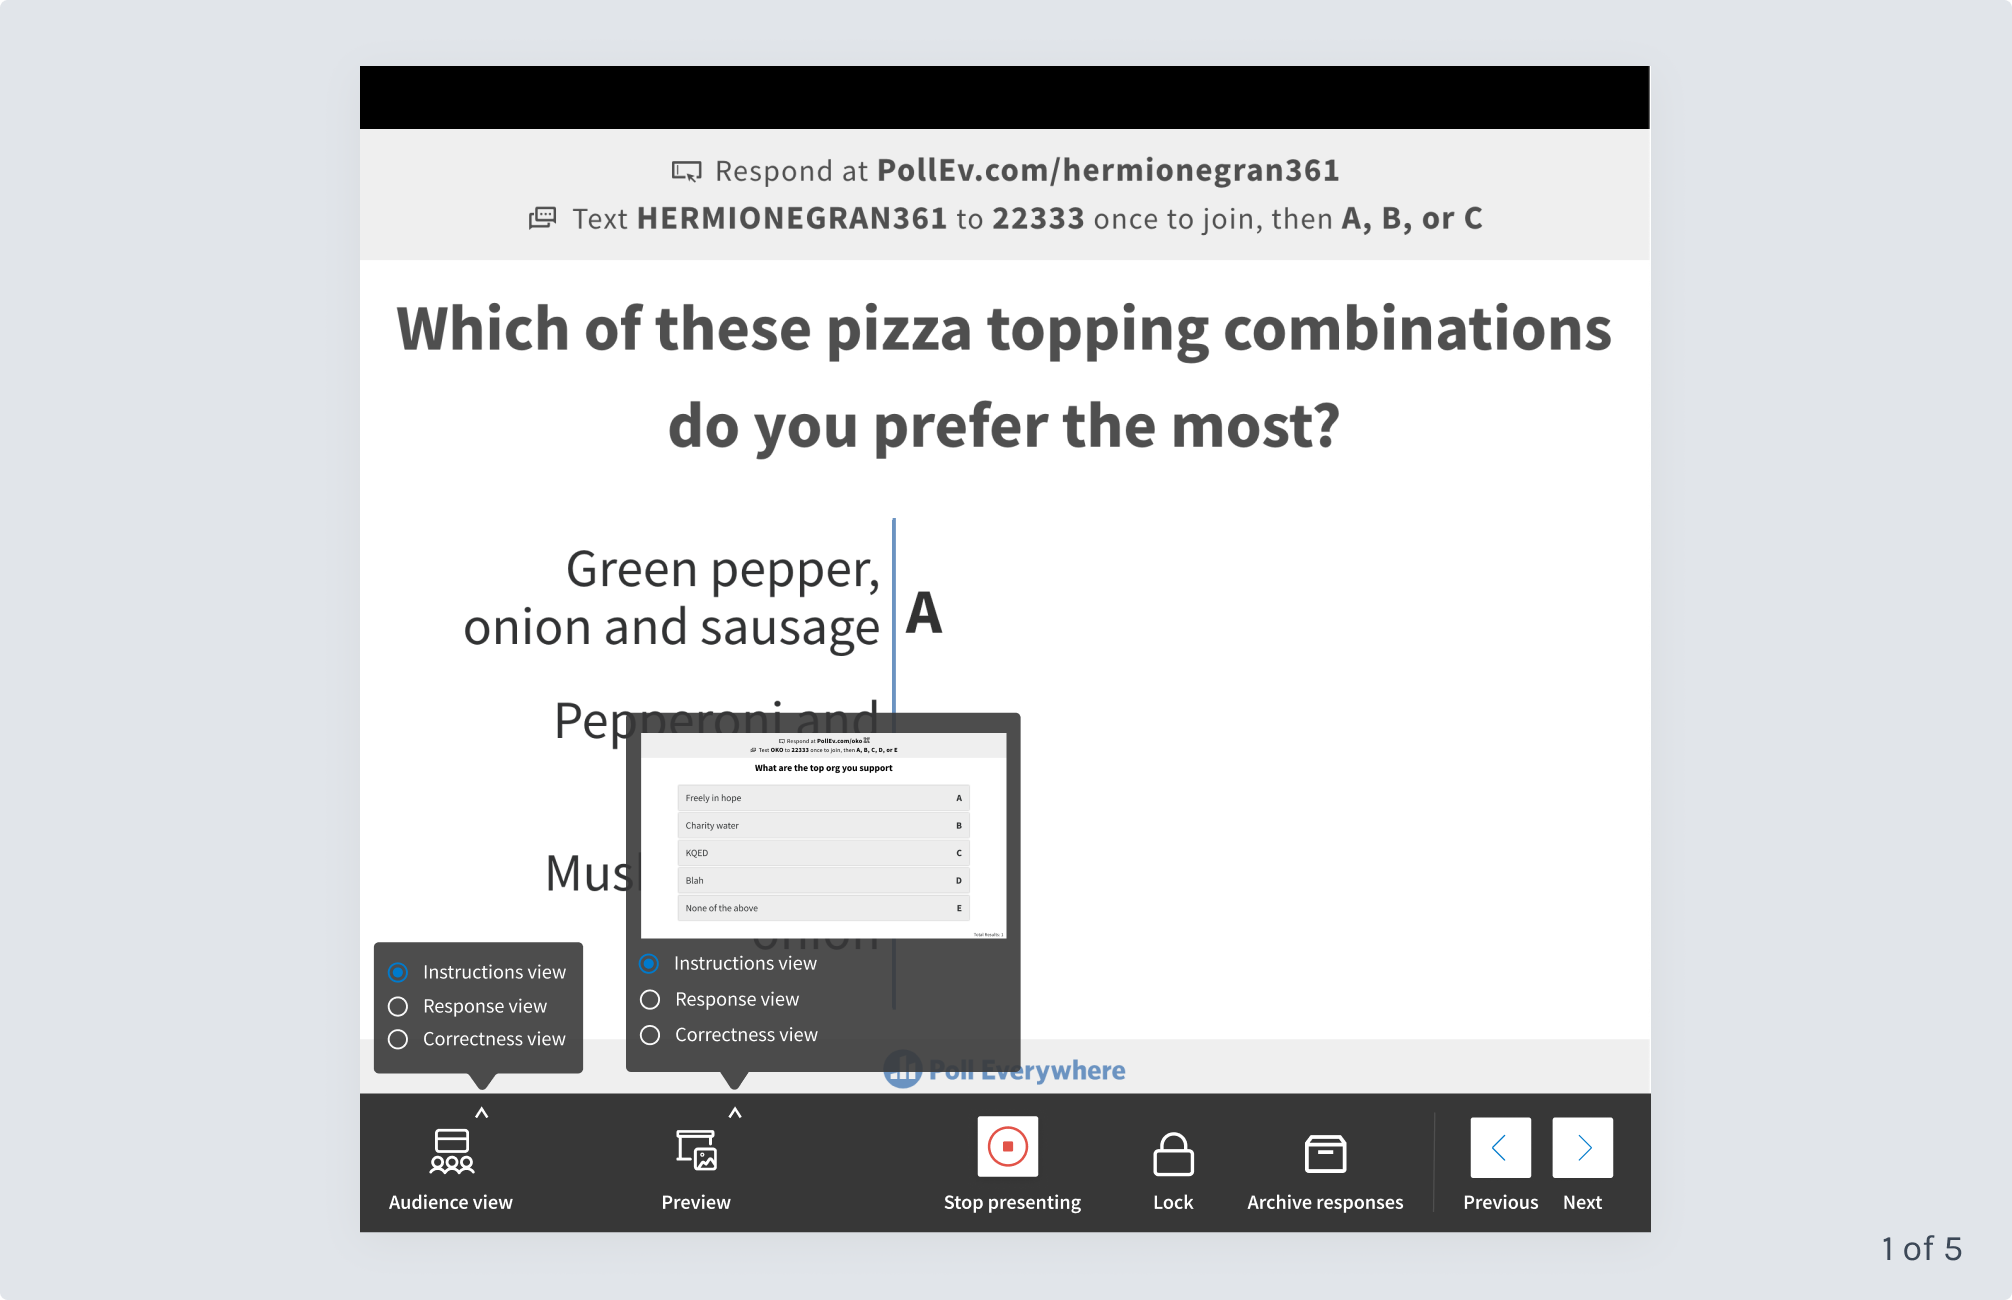 Respond at PollEv.com/hermionegran361
Text HERMIONEGRAN361 to 22333 once to join, then A, B, or C
Which of these pizza topping combinations
do you prefer the most?
Green pepper,
onion and sausage
A
Pepperoni and
Respond at PollEv.com/oko
Text OKO to 22333 once to join, then A, B, C, D, or E
What are the top org you support
Freely in hope A
Charity water B
KQED C
Blah D
None of the above E
Total Results: 1
onion
Instructions view
Response view
Correctness view
Instructions view
Response view
Correctness view
Poll Everywhere
Audience view
Preview
Stop presenting
Lock
Archive responses
Previous
Next
1 of 5